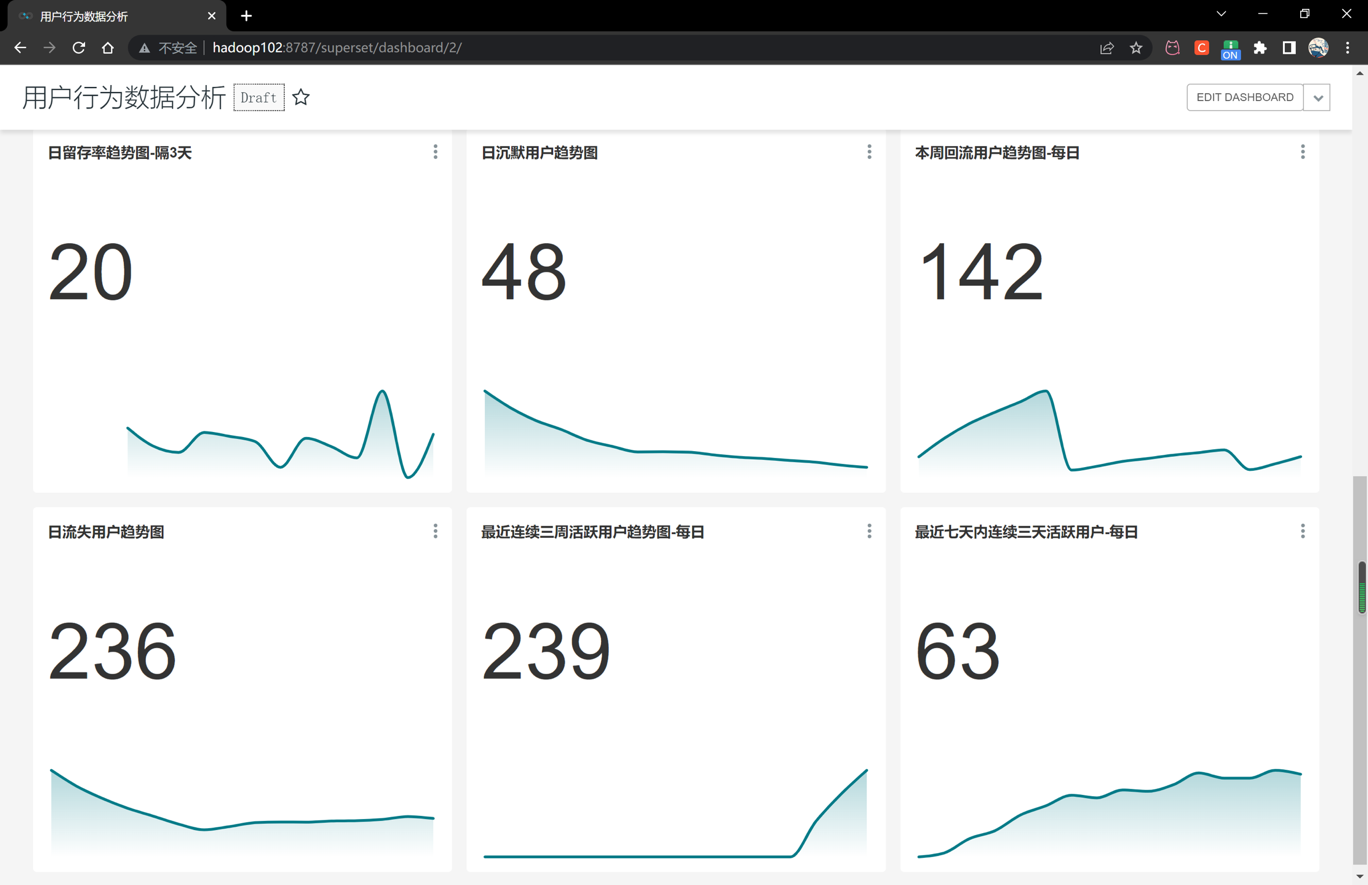 用户行为数据分析
不安全 hadoop102:8787/superset/dashboard/2/
C
ON
用户行为数据分析 Draft
EDIT DASHBOARD
日留存率趋势图-隔3天
20
日沉默用户趋势图
48
本周回流用户趋势图-每日
142
日流失用户趋势图
236
最近连续三周活跃用户趋势图-每日
239
最近七天内连续三天活跃用户-每日
63